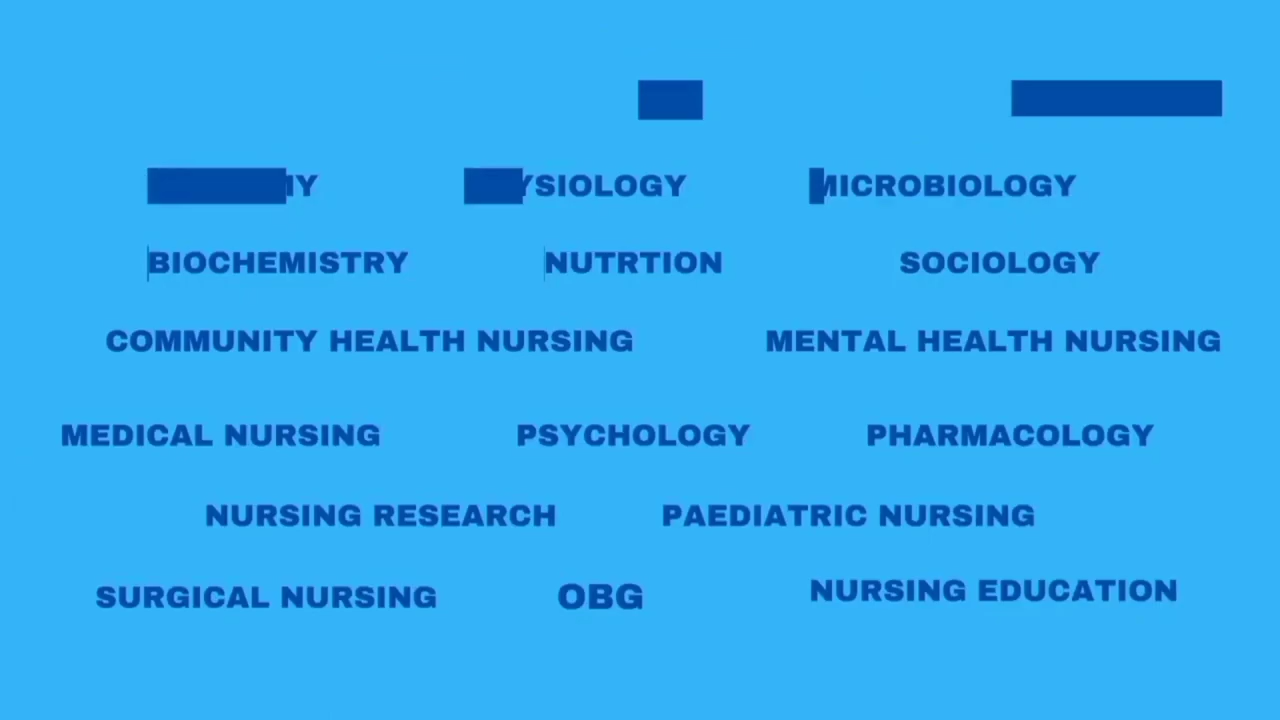 MICROBIOLOGY
BIOCHEMISTRY NUTRTION SOCIOLOGY
COMMUNITY HEALTH NURSING MENTAL HEALTH NURSING
MEDICAL NURSING PSYCHOLOGY PHARMACOLOGY
NURSING RESEARCH PAEDIATRIC NURSING
SURGICAL NURSING OBG NURSING EDUCATION